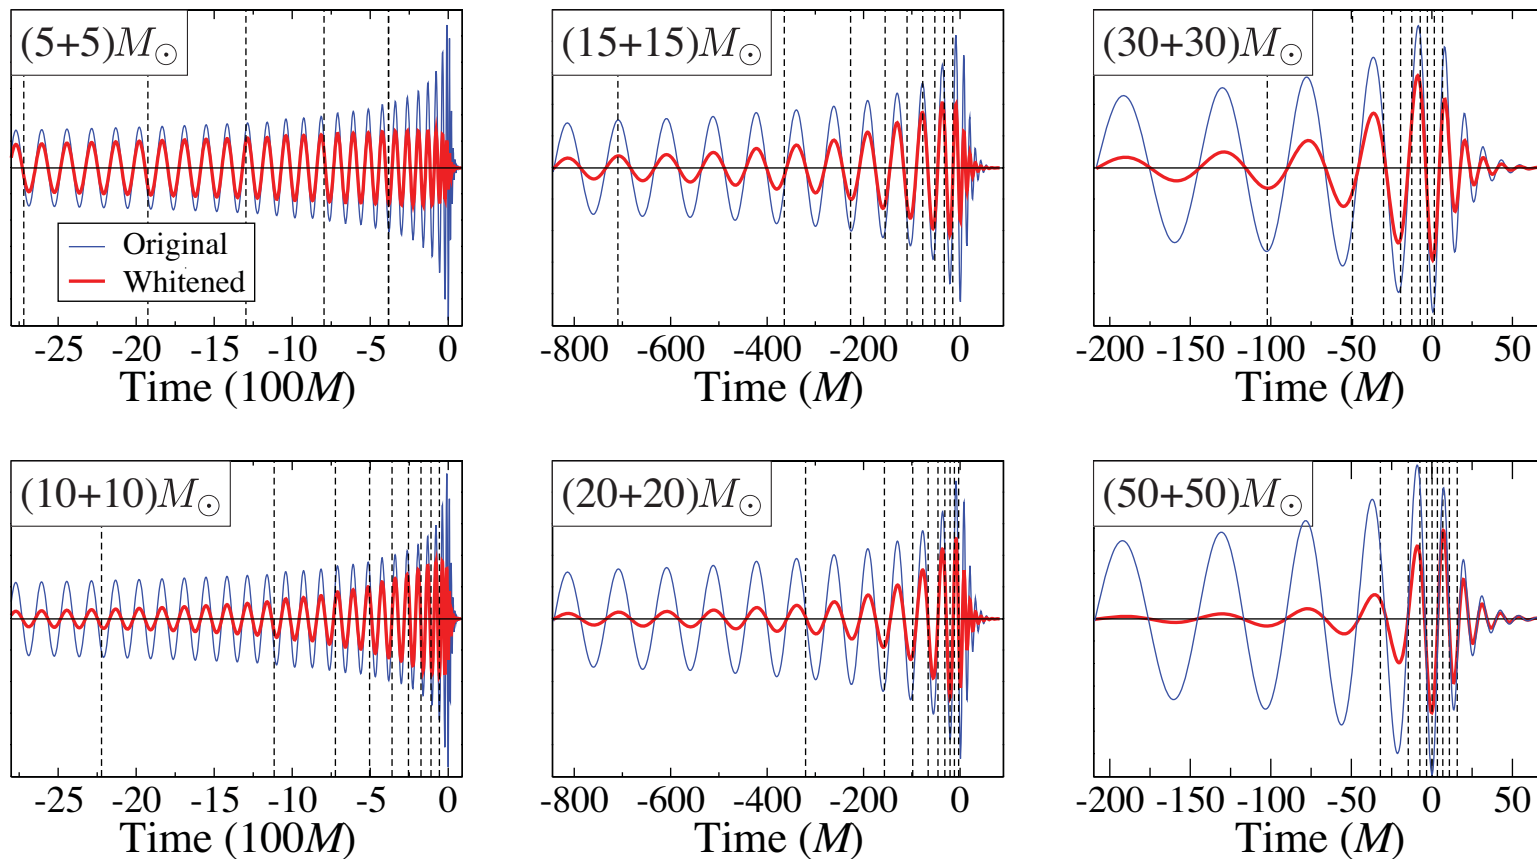 (5+5)M⊙
Original
Whitened
-25 -20 -15 -10 -5 0
Time (100M)
(15+15)M⊙
-800 -600 -400 -200 0
Time (M)
(30+30)M⊙
-200 -150 -100 -50 0 50
Time (M)
(10+10)M⊙
-25 -20 -15 -10 -5 0
Time (100M)
(20+20)M⊙
-800 -600 -400 -200 0
Time (M)
(50+50)M⊙
-200 -150 -100 -50 0 50
Time (M)